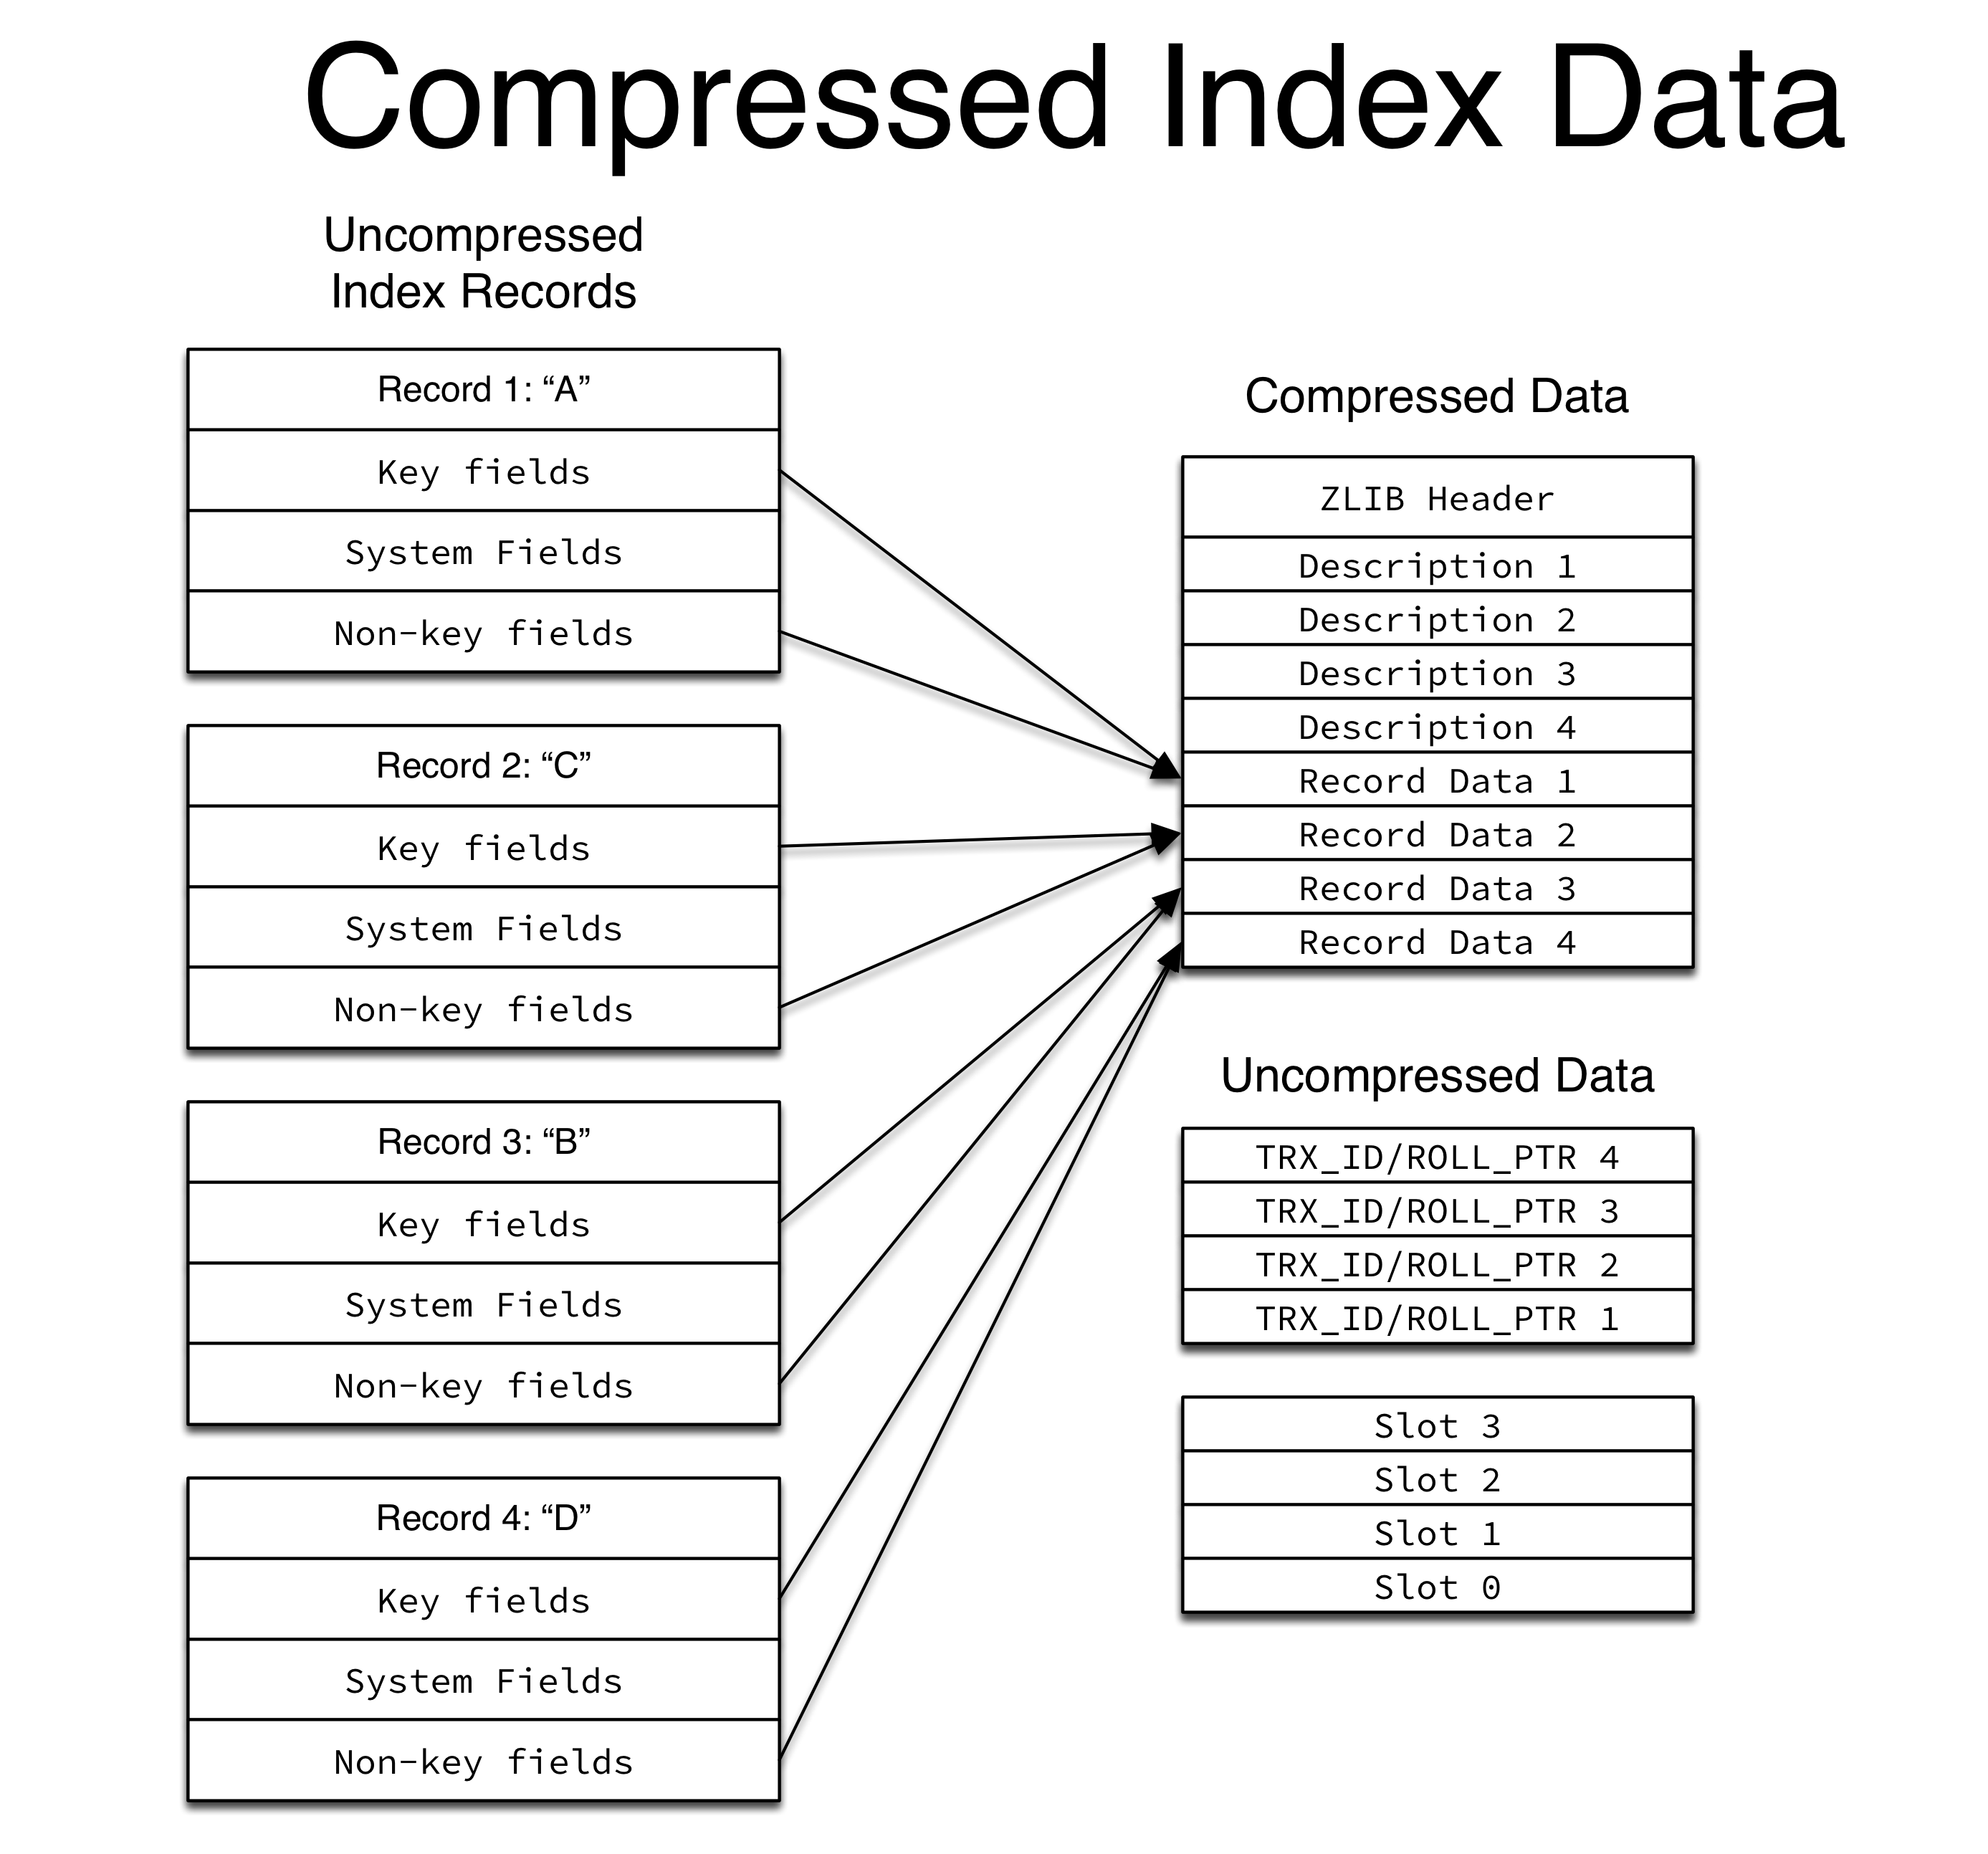 Compressed Index Data
Uncompressed
Index Records
Record 1: “A”
Key fields
System Fields
Non-key fields
Record 2: “C”
Key fields
System Fields
Non-key fields
Record 3: “B”
Key fields
System Fields
Non-key fields
Record 4: “D”
Key fields
System Fields
Non-key fields
Compressed Data
ZLIB Header
Description 1
Description 2
Description 3
Description 4
Record Data 1
Record Data 2
Record Data 3
Record Data 4
Uncompressed Data
TRX_ID/ROLL_PTR 4
TRX_ID/ROLL_PTR 3
TRX_ID/ROLL_PTR 2
TRX_ID/ROLL_PTR 1
Slot 3
Slot 2
Slot 1
Slot 0